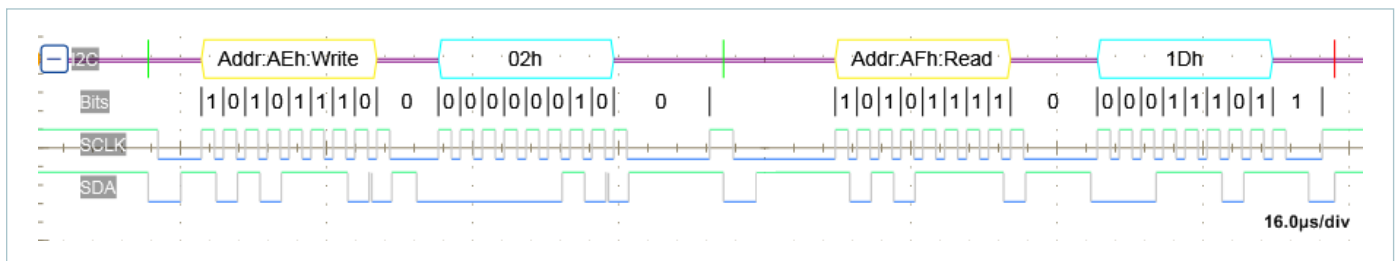 I2C Addr:AEh:Write 02h Addr:AFh:Read 1Dh
Bits 1 0 1 0 1 1 1 0 0 0 0 0 0 0 0 1 0 0 1 0 1 0 1 1 1 1 0 0 0 0 1 1 1 0 1 1
SCLK
SDA
16.0µs/div